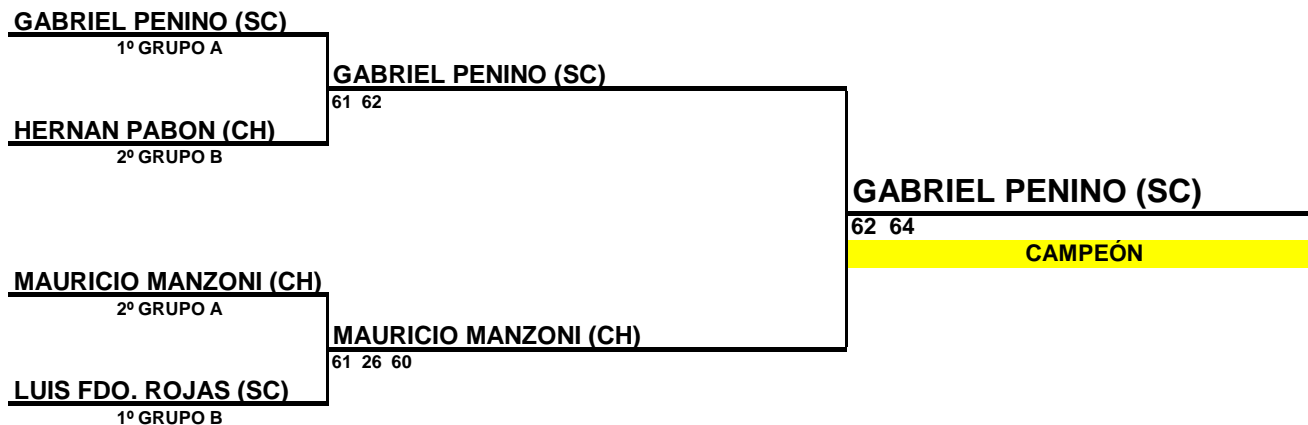 GABRIEL PENINO (SC)
1º GRUPO A
GABRIEL PENINO (SC)
61 62
HERNAN PABON (CH)
2º GRUPO B
GABRIEL PENINO (SC)
62 64
CAMPEÓN
MAURICIO MANZONI (CH)
2º GRUPO A
MAURICIO MANZONI (CH)
61 26 60
LUIS FDO. ROJAS (SC)
1º GRUPO B